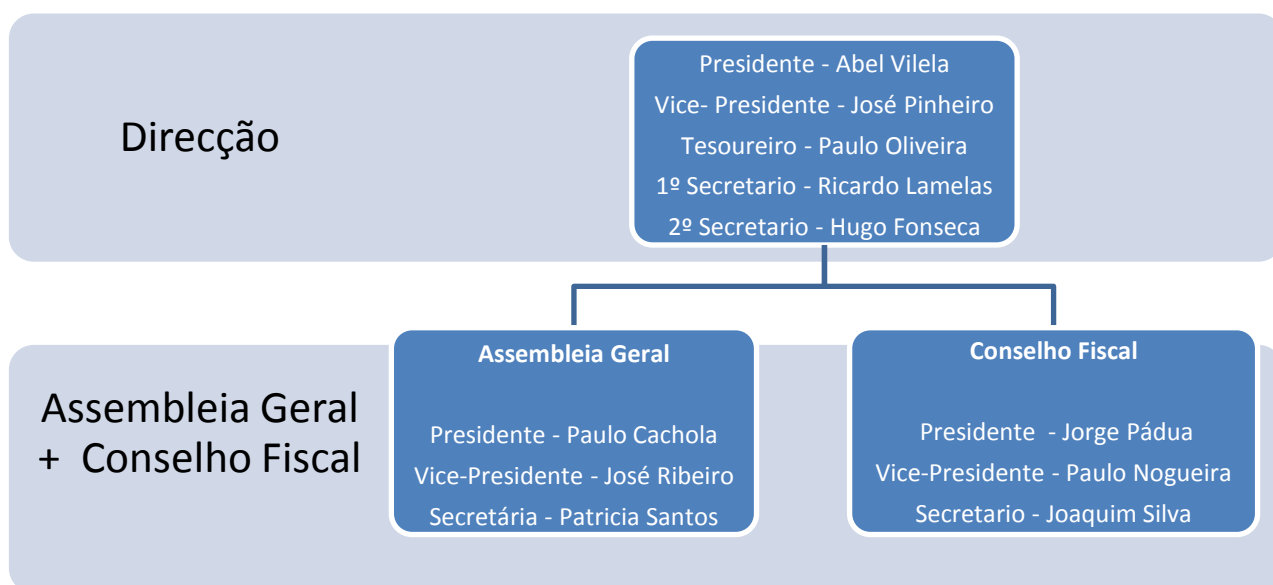 Direcção
Presidente - Abel Vilela
Vice- Presidente - José Pinheiro
Tesoureiro - Paulo Oliveira
1º Secretario - Ricardo Lamelas
2º Secretario - Hugo Fonseca
Assembleia Geral
+ Conselho Fiscal
Assembleia Geral
Presidente - Paulo Cachola
Vice-Presidente - José Ribeiro
Secretária - Patricia Santos
Conselho Fiscal
Presidente - Jorge Pádua
Vice-Presidente - Paulo Nogueira
Secretario - Joaquim Silva